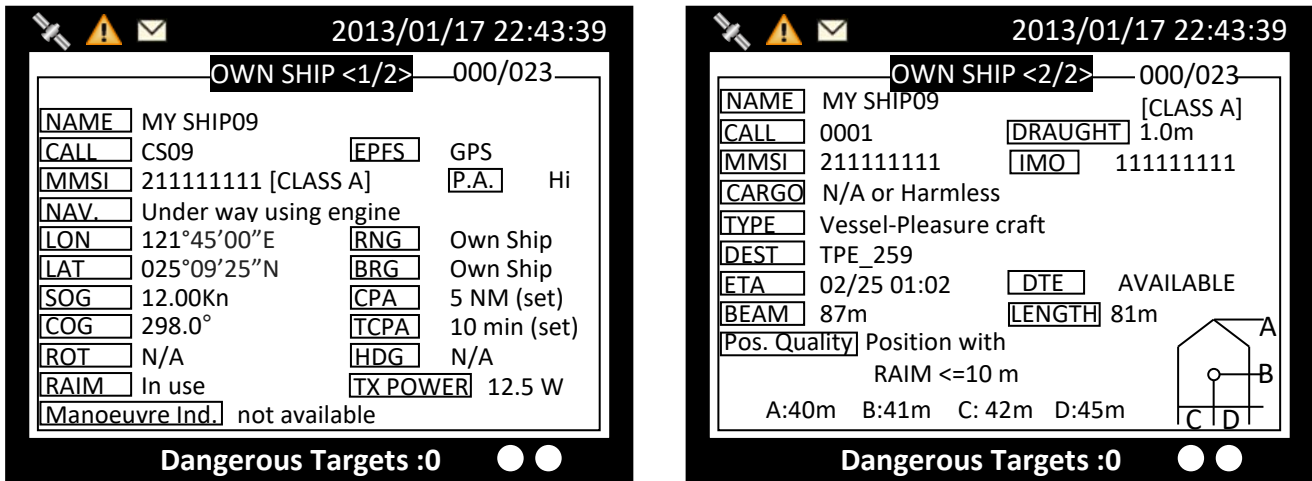 2013/01/17 22:43:39
OWN SHIP <1/2> 000/023
NAME MY SHIP09
CALL CS09 EPFS GPS
MMSI 211111111 [CLASS A] P.A. Hi
NAV. Under way using engine
LON 121°45’00”E RNG Own Ship
LAT 025°09’25”N BRG Own Ship
SOG 12.00Kn CPA 5 NM (set)
COG 298.0° TCPA 10 min (set)
ROT N/A HDG N/A
RAIM In use TX POWER 12.5 W
Manoeuvre Ind. not available
Dangerous Targets :0
2013/01/17 22:43:39
OWN SHIP <2/2> 000/023
NAME MY SHIP09 [CLASS A]
CALL 0001 DRAUGHT 1.0m
MMSI 211111111 IMO 111111111
CARGO N/A or Harmless
TYPE Vessel-Pleasure craft
DEST TPE_259
ETA 02/25 01:02 DTE AVAILABLE
BEAM 87m LENGTH 81m
Pos. Quality Position with
RAIM <=10 m
A:40m B:41m C: 42m D:45m
A
B
C D
Dangerous Targets :0